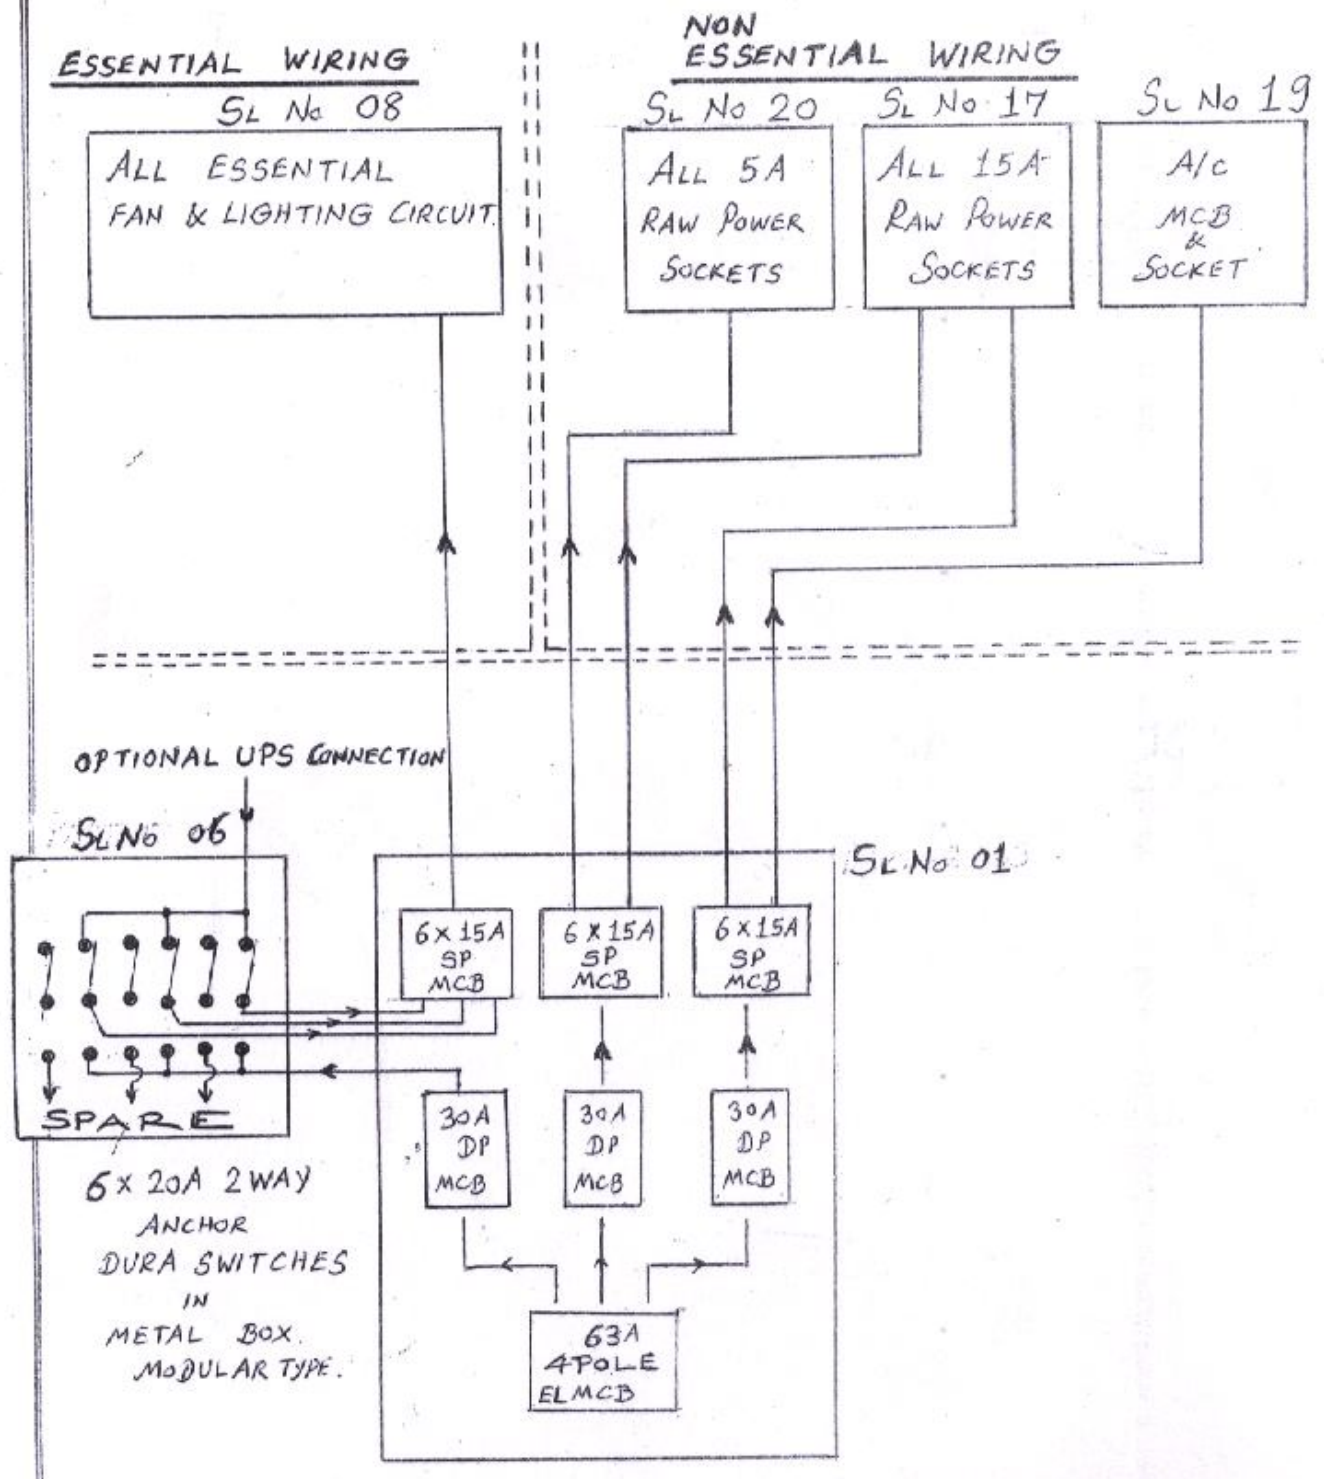 ESSENTIAL WIRING
SL No 08
ALL ESSENTIAL
FAN & LIGHTING CIRCUIT.
NON
ESSENTIAL WIRING
SL No 20
ALL 5A
RAW POWER
SOCKETS
SL No 17
ALL 15A
RAW POWER
SOCKETS
SL No 19
A/C
MCB
&
SOCKET
OPTIONAL UPS CONNECTION
SL No 06
SPARE
6 X 20A 2 WAY
ANCHOR
DURA SWITCHES
IN
METAL BOX.
MODULAR TYPE.
SL No 01
6 X 15A
SP
MCB
6 X 15A
SP
MCB
6 X 15A
SP
MCB
30A
DP
MCB
30A
DP
MCB
30A
DP
MCB
63A
4 POLE
ELMCB